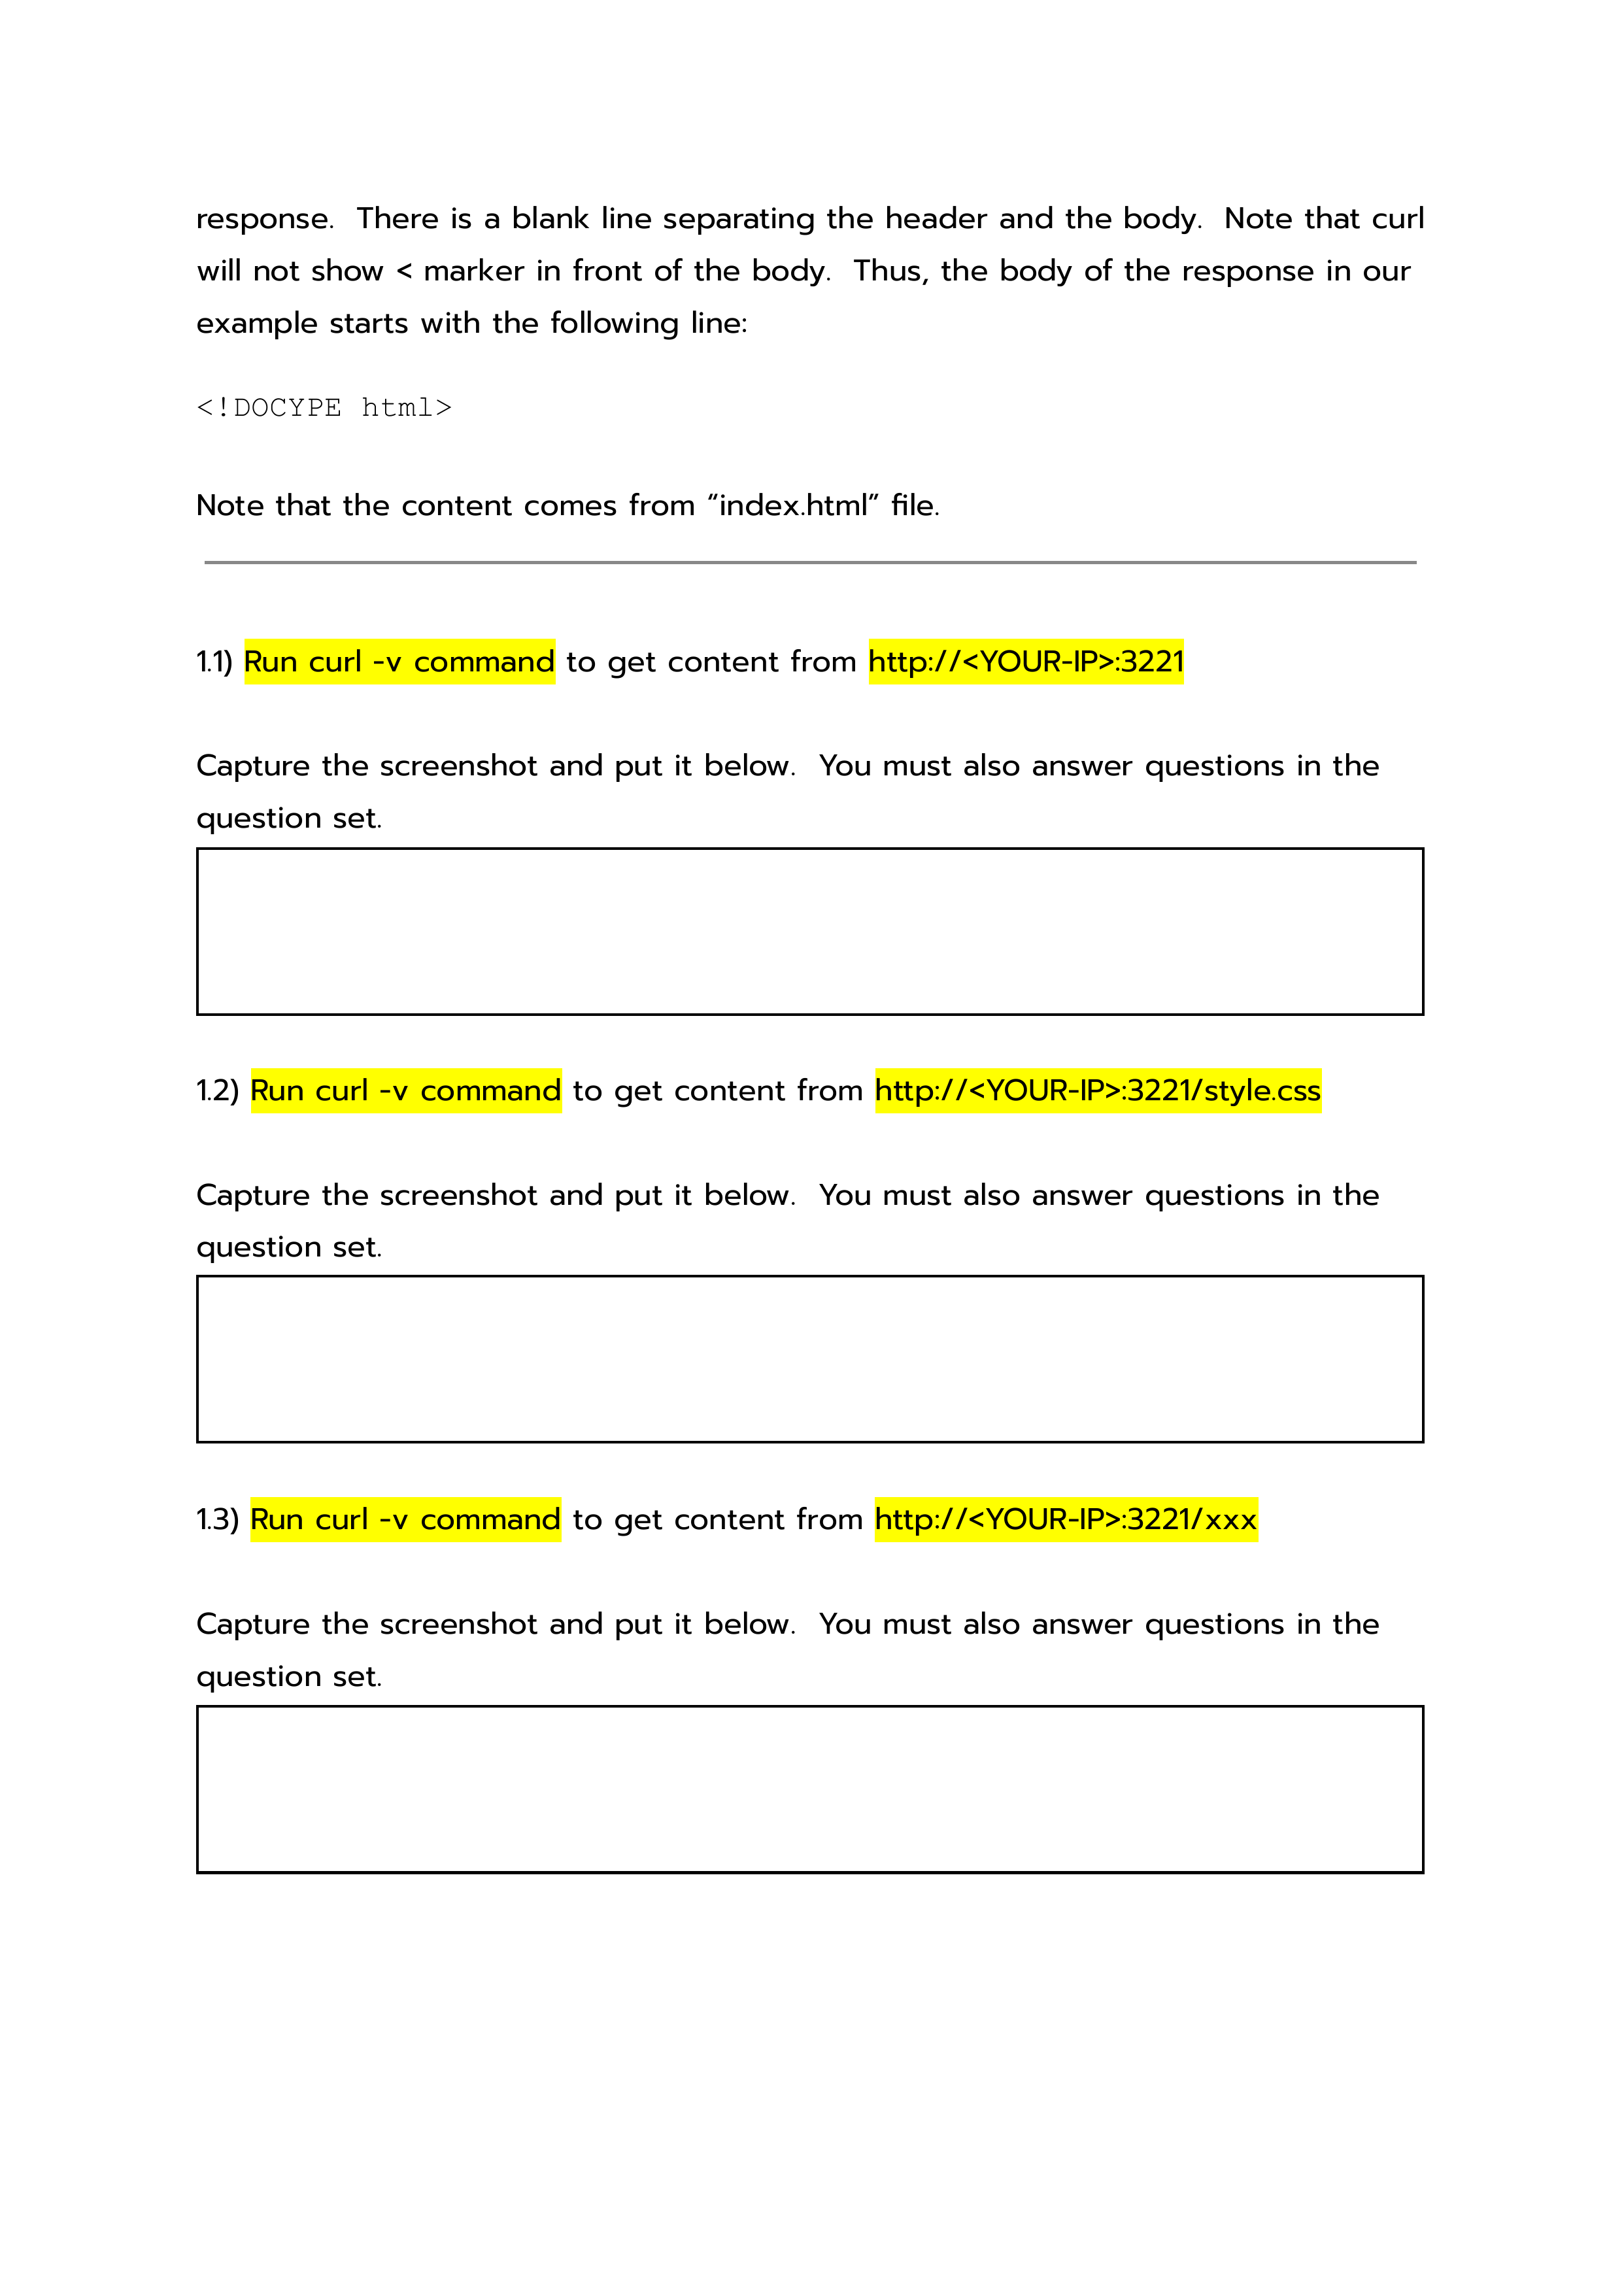 response.  There is a blank line separating the header and the body.  Note that curl
will not show < marker in front of the body.  Thus, the body of the response in our
example starts with the following line:
<!DOCYPE html>
Note that the content comes from “index.html” file.
1.1) Run curl -v command to get content from http://<YOUR-IP>:3221
Capture the screenshot and put it below.  You must also answer questions in the
question set.
1.2) Run curl -v command to get content from http://<YOUR-IP>:3221/style.css
Capture the screenshot and put it below.  You must also answer questions in the
question set.
1.3) Run curl -v command to get content from http://<YOUR-IP>:3221/xxx
Capture the screenshot and put it below.  You must also answer questions in the
question set.